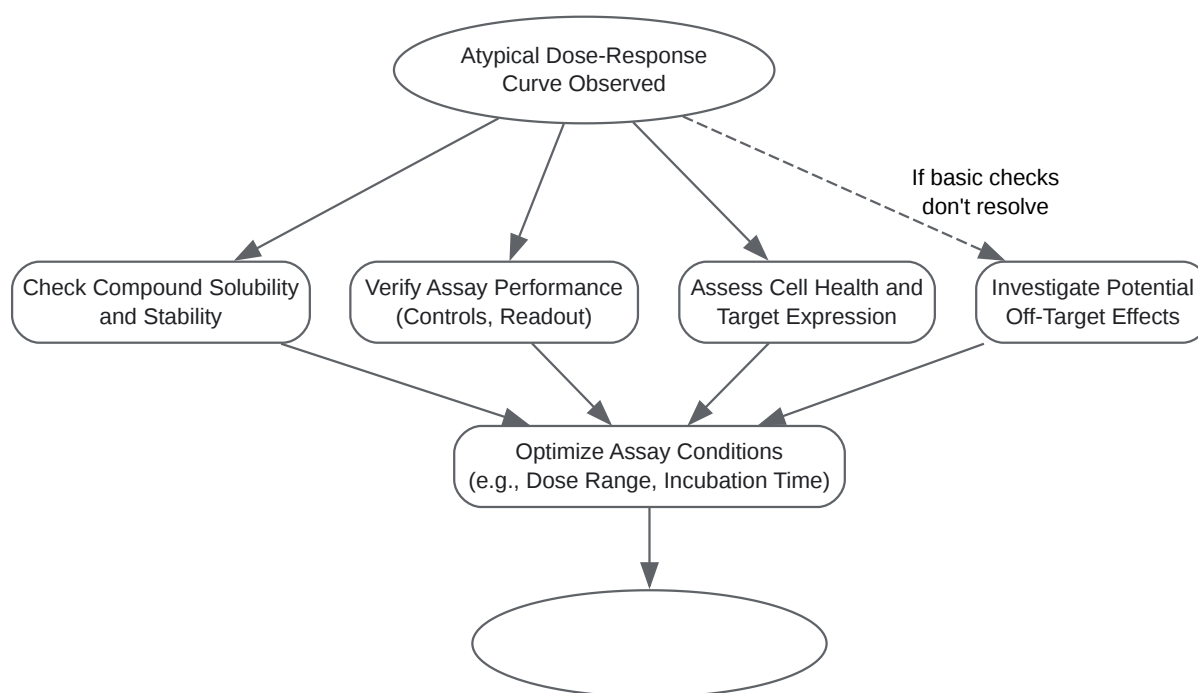 Atypical Dose-Response
Curve Observed
If basic checks
don't resolve
Check Compound Solubility
and Stability
Verify Assay Performance
(Controls, Readout)
Assess Cell Health and
Target Expression
Investigate Potential
Off-Target Effects
Optimize Assay Conditions
(e.g., Dose Range, Incubation Time)